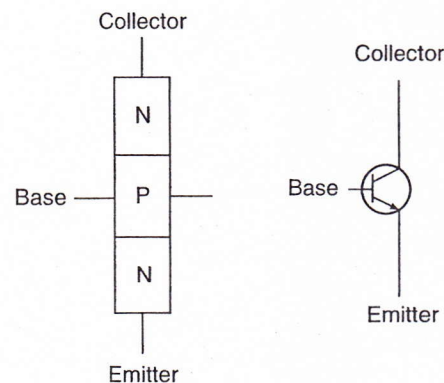 Collector
N
Base
P
N
Emitter
Collector
Base
Emitter